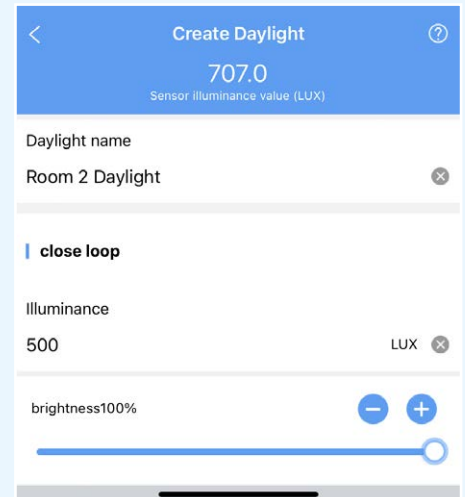 Create Daylight
707.0
Sensor illuminance value (LUX)
Daylight name
Room 2 Daylight
close loop
Illuminance
500 LUX
brightness100%